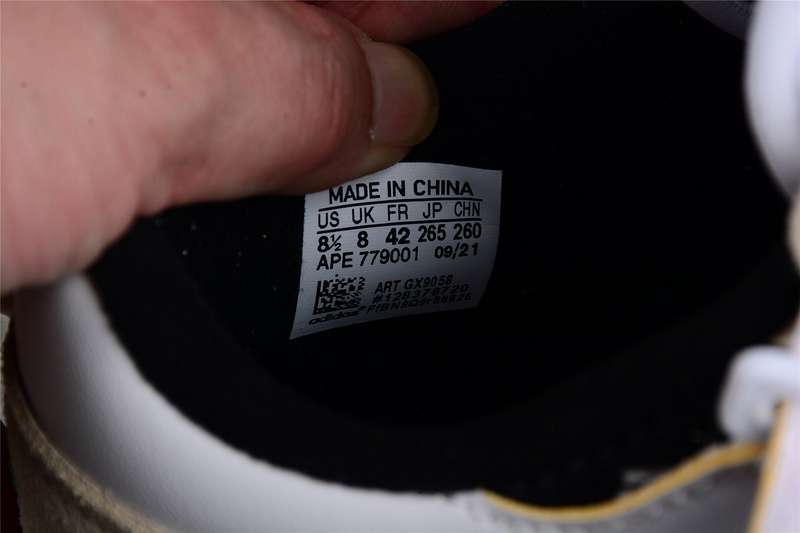 MADE IN CHINA
US UK FR JP CHN
8½ 8 42 265 260
APE 779001 09/21
ART GX9058
#128378720
adidas